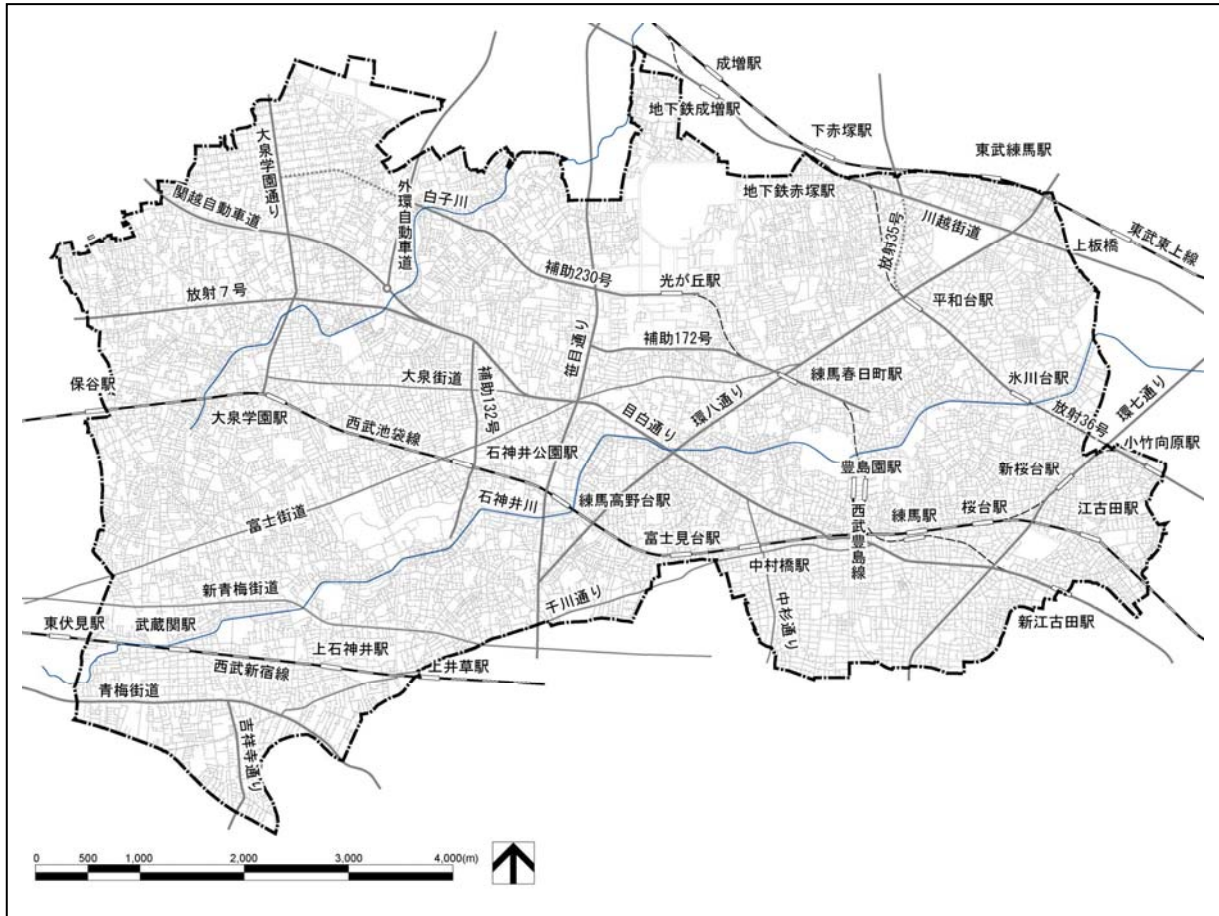 成増駅
地下鉄成増駅
下赤塚駅
東武練馬駅
大泉学園通り
関越自動車道
外環自動車道
白子川
地下鉄赤塚駅
放射35号
川越街道
上板橋
東武東上線
補助230号
光が丘駅
放射7号
平和台駅
笹目通り
補助172号
大泉街道
補助132号
練馬春日町駅
氷川台駅
環七通り
保谷駅
大泉学園駅
西武池袋線
目白通り
環八通り
放射36号
小竹向原駅
石神井公園駅
豊島園駅
新桜台駅
石神井川
練馬高野台駅
富士街道
富士見台駅
西武豊島線
練馬駅
桜台駅
江古田駅
中村橋駅
新青梅街道
千川通り
中杉通り
新江古田駅
東伏見駅
武蔵関駅
上石神井駅
西武新宿線
上井草駅
青梅街道
吉祥寺通り
0 500 1,000 2,000 3,000 4,000(m)